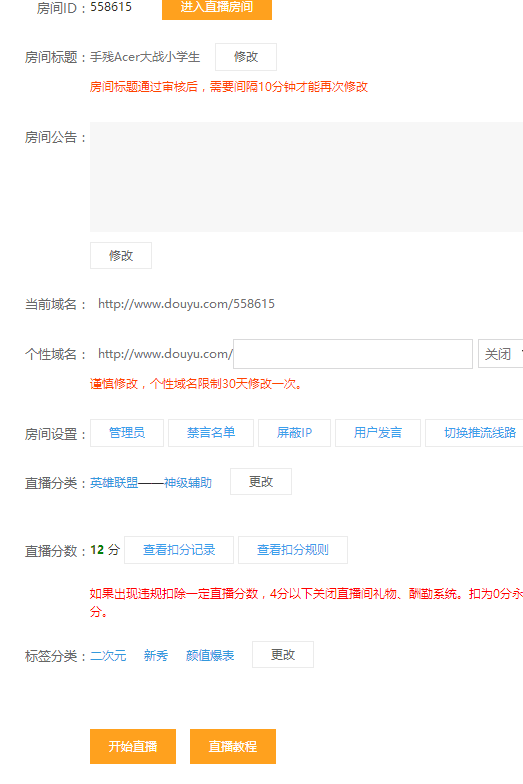 房间ID： 558615 进入直播房间
房间标题：手残Acer大战小学生 修改
房间标题通过审核后，需要间隔10分钟才能再次修改
房间公告：
修改
当前域名： http://www.douyu.com/558615
个性域名： http://www.douyu.com/ 关闭
谨慎修改，个性域名限制30天修改一次。
房间设置： 管理员 禁言名单 屏蔽IP 用户发言 切换推流线路
直播分类：英雄联盟——神级辅助 更改
直播分数：12 分 查看扣分记录 查看扣分规则
如果出现违规扣除一定直播分数，4分以下关闭直播间礼物、酬勤系统。扣为0分永
分。
标签分类：二次元 新秀 颜值爆表 更改
开始直播 直播教程